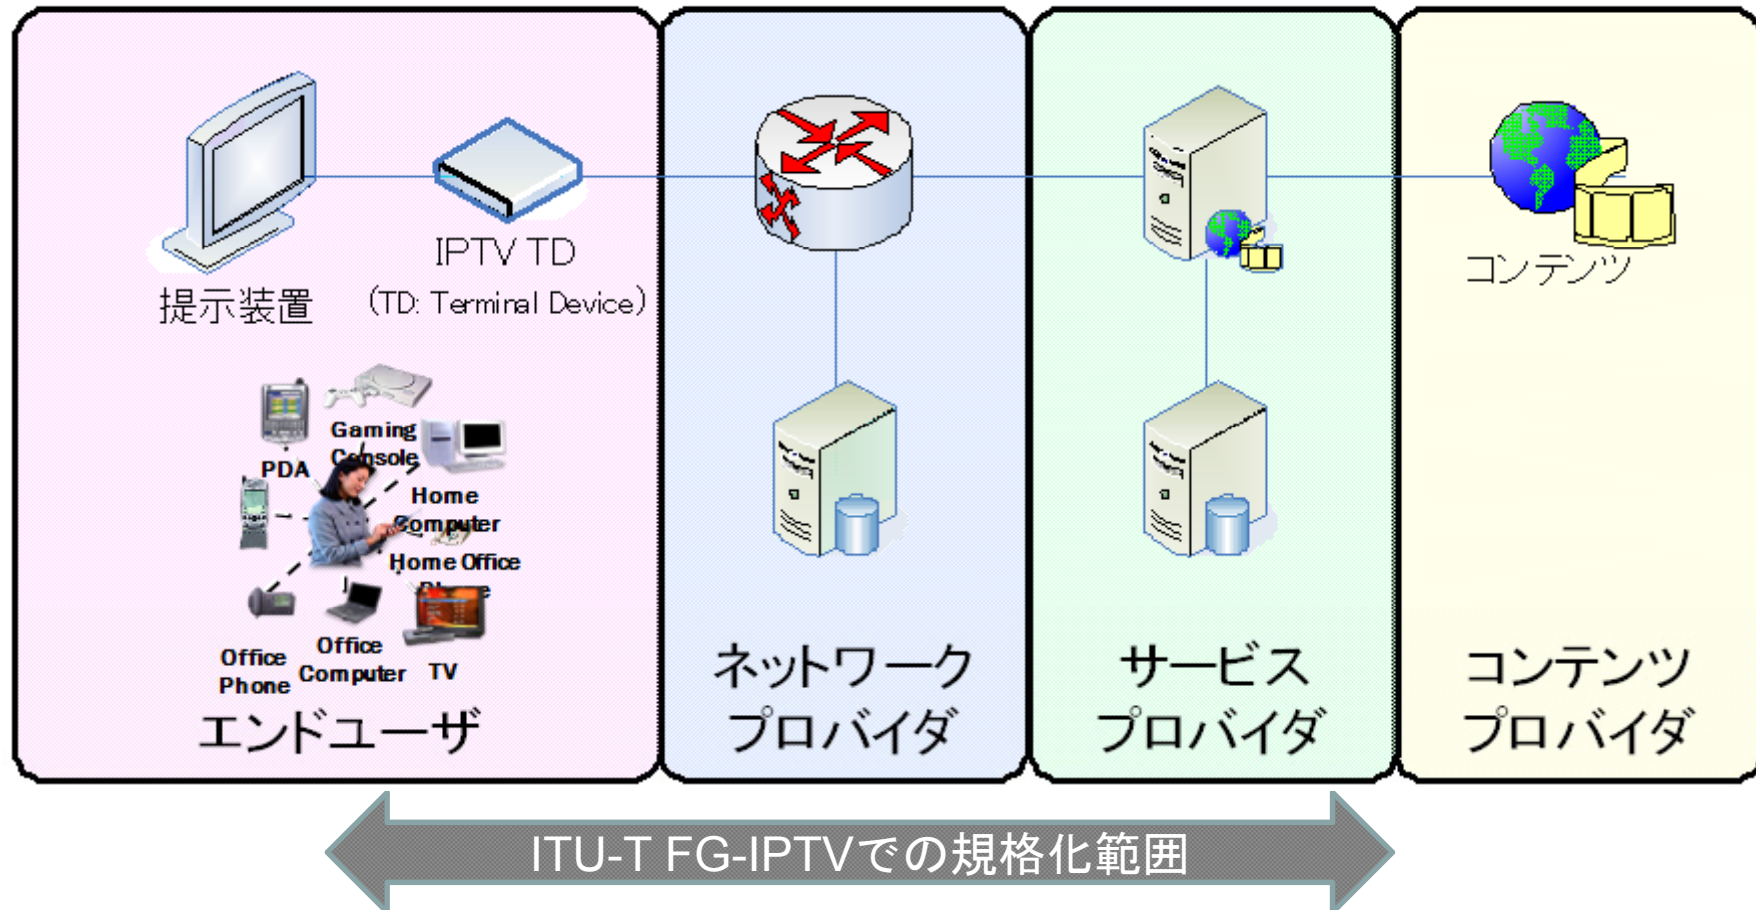 提示装置
IPTV TD
(TD: Terminal Device)
PDA
Gaming
Console
Home
Computer
Home Office
Office
Phone
Office
Computer
TV
エンドユーザ
ネットワーク
プロバイダ
サービス
プロバイダ
コンテンツ
コンテンツ
プロバイダ
ITU-T FG-IPTVでの規格化範囲